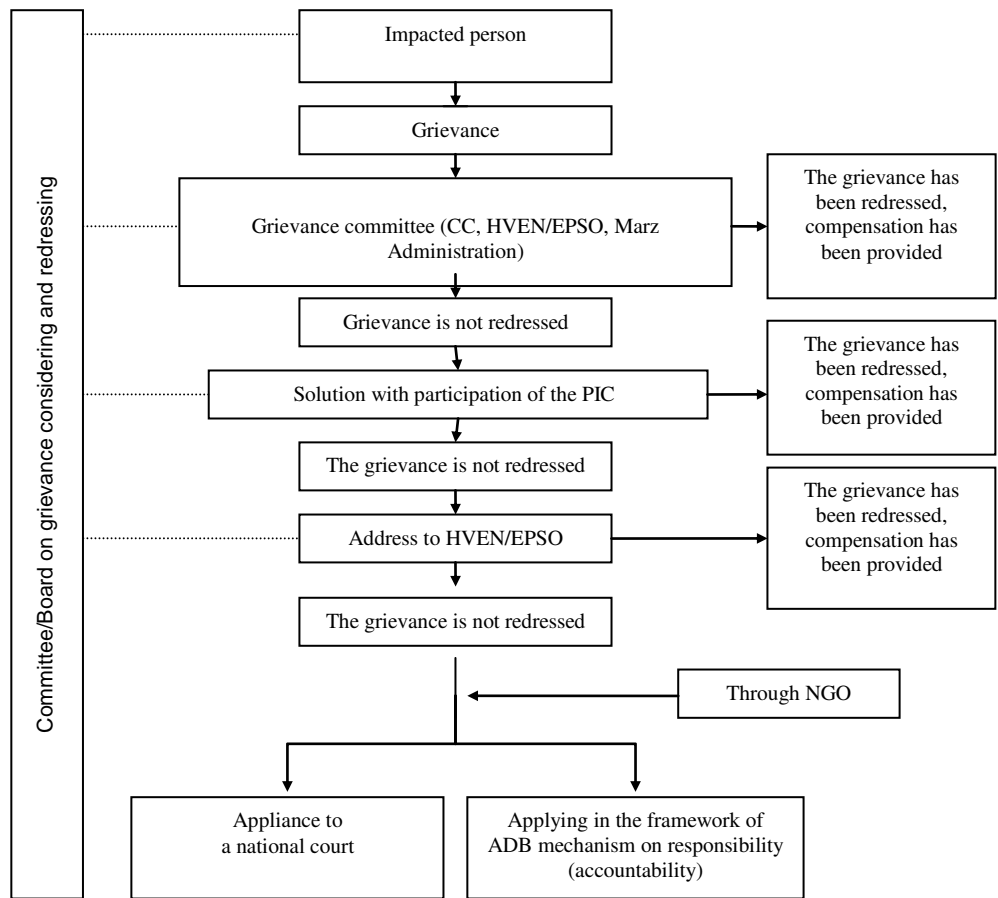 Committee/Board on grievance considering and redressing
Impacted person
Grievance
Grievance committee (CC, HVEN/EPSO, Marz
Administration)
The grievance has
been redressed,
compensation has
been provided
Grievance is not redressed
Solution with participation of the PIC
The grievance has
been redressed,
compensation has
been provided
The grievance is not redressed
Address to HVEN/EPSO
The grievance has
been redressed,
compensation has
been provided
The grievance is not redressed
Through NGO
Appliance to
a national court
Applying in the framework of
ADB mechanism on responsibility
(accountability)